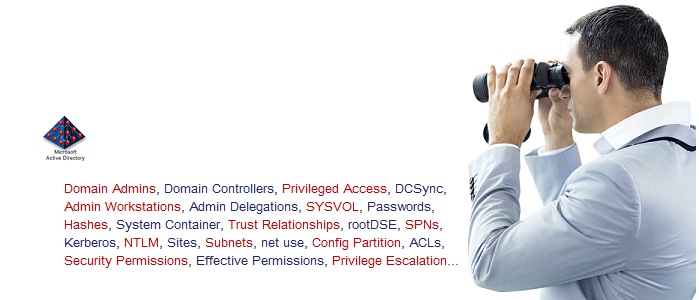 Microsoft
Active Directory
Domain Admins, Domain Controllers, Privileged Access, DCSync,
Admin Workstations, Admin Delegations, SYSVOL, Passwords,
Hashes, System Container, Trust Relationships, rootDSE, SPNs,
Kerberos, NTLM, Sites, Subnets, net use, Config Partition, ACLs,
Security Permissions, Effective Permissions, Privilege Escalation...